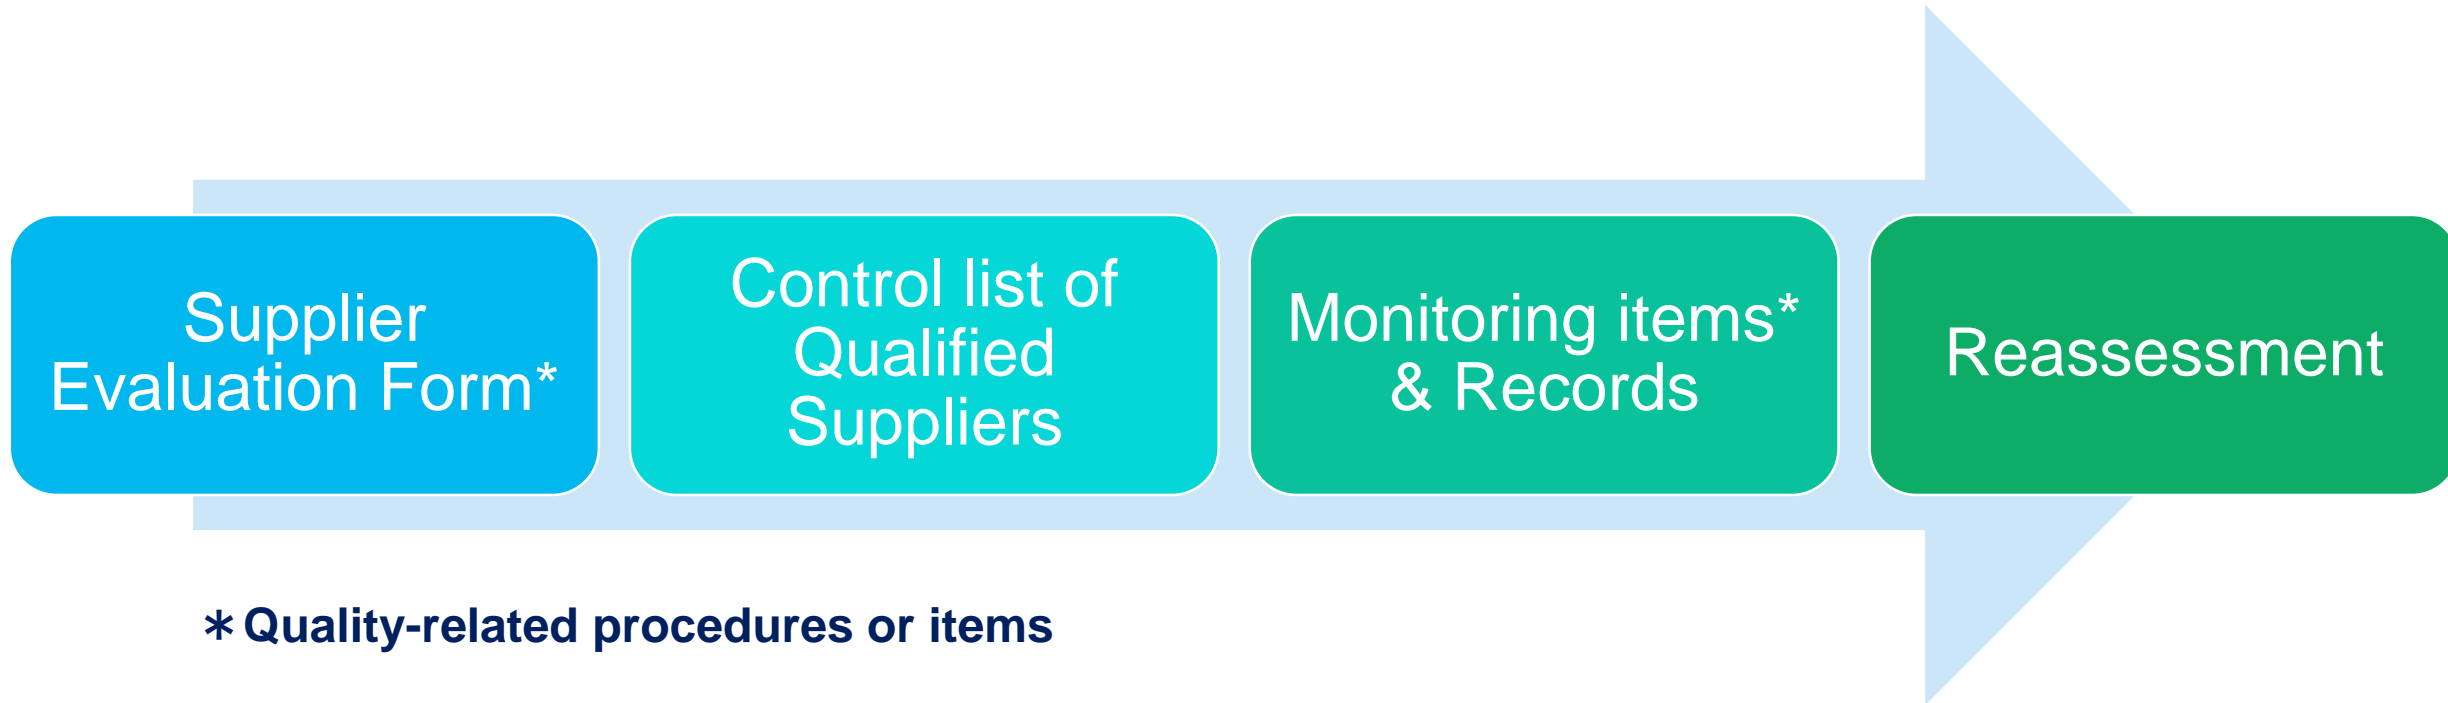 Supplier
Evaluation Form*
Control list of
Qualified
Suppliers
Monitoring items*
& Records
Reassessment
＊Quality-related procedures or items